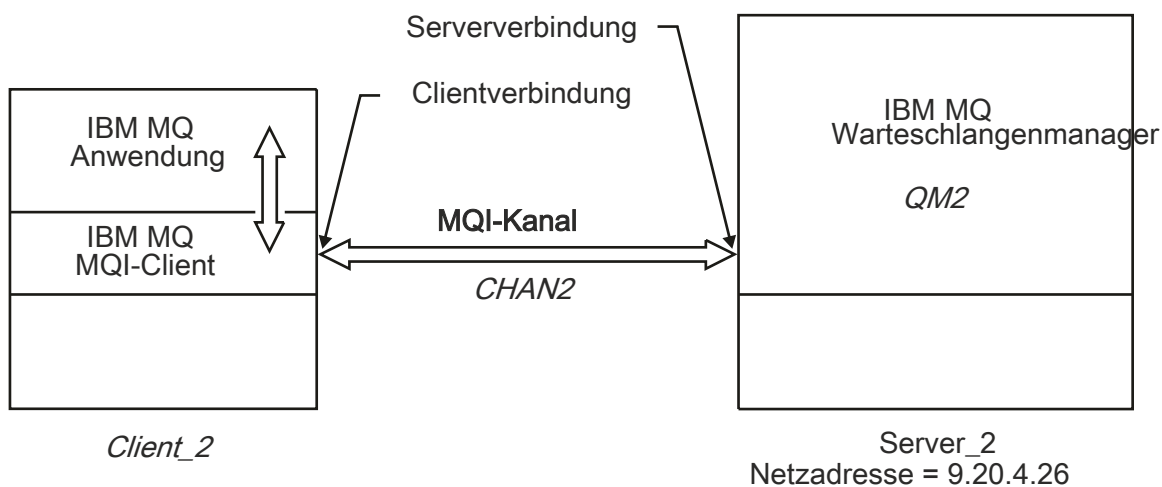 Serververbindung
Clientverbindung
IBM MQ
Anwendung
IBM MQ
MQI-Client
MQI-Kanal
CHAN2
IBM MQ
Warteschlangenmanager
QM2
Client_2
Server_2
Netzadresse = 9.20.4.26